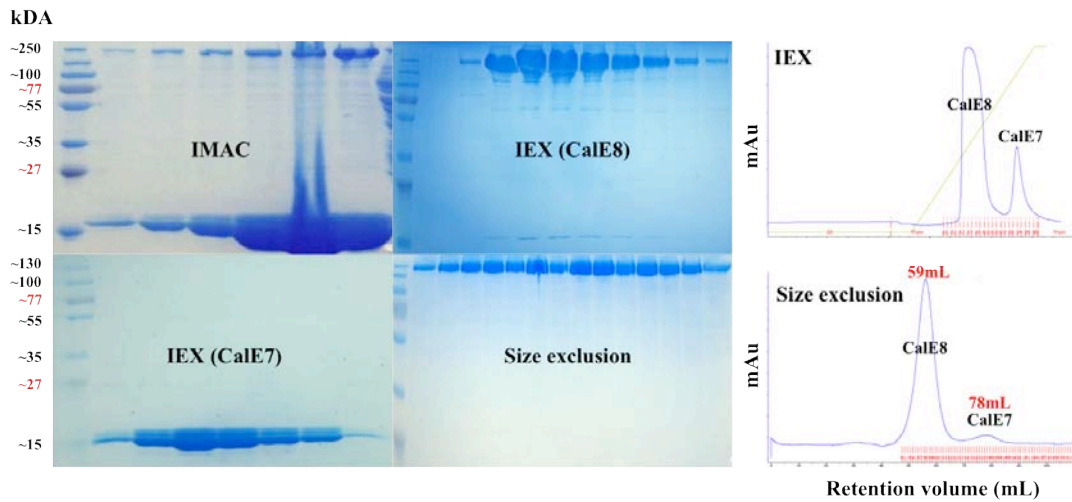 kDA
~250
~100
~77
~55
~35
~27
~15
IMAC
IEX (CalE8)
~130
~100
~77
~55
~35
~27
~15
IEX (CalE7)
Size exclusion
IEX
mAu
CalE8
CalE7
Size exclusion
mAu
59mL
CalE8
78mL
CalE7
Retention volume (mL)